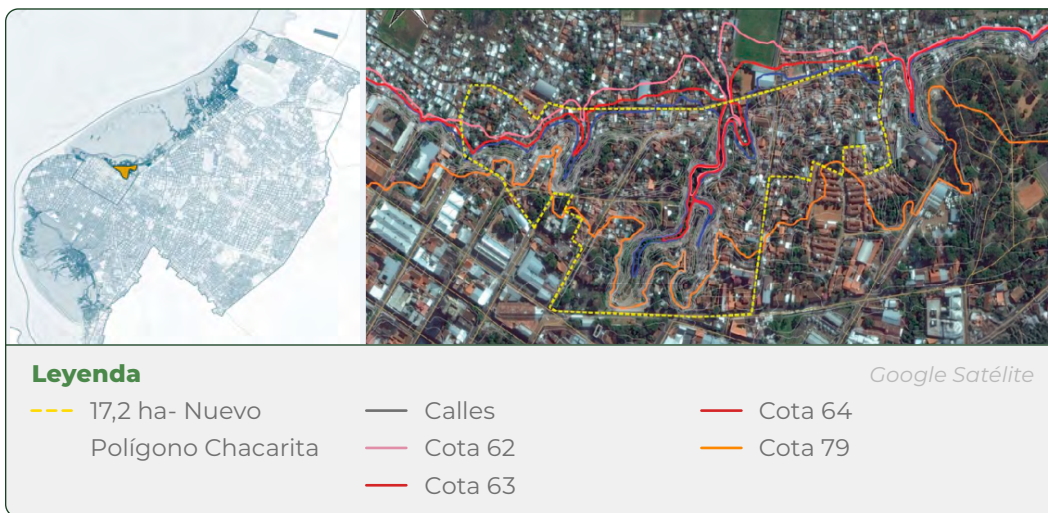 Leyenda
Google Satélite
17,2 ha- Nuevo
Polígono Chacarita
Calles
Cota 62
Cota 63
Cota 64
Cota 79